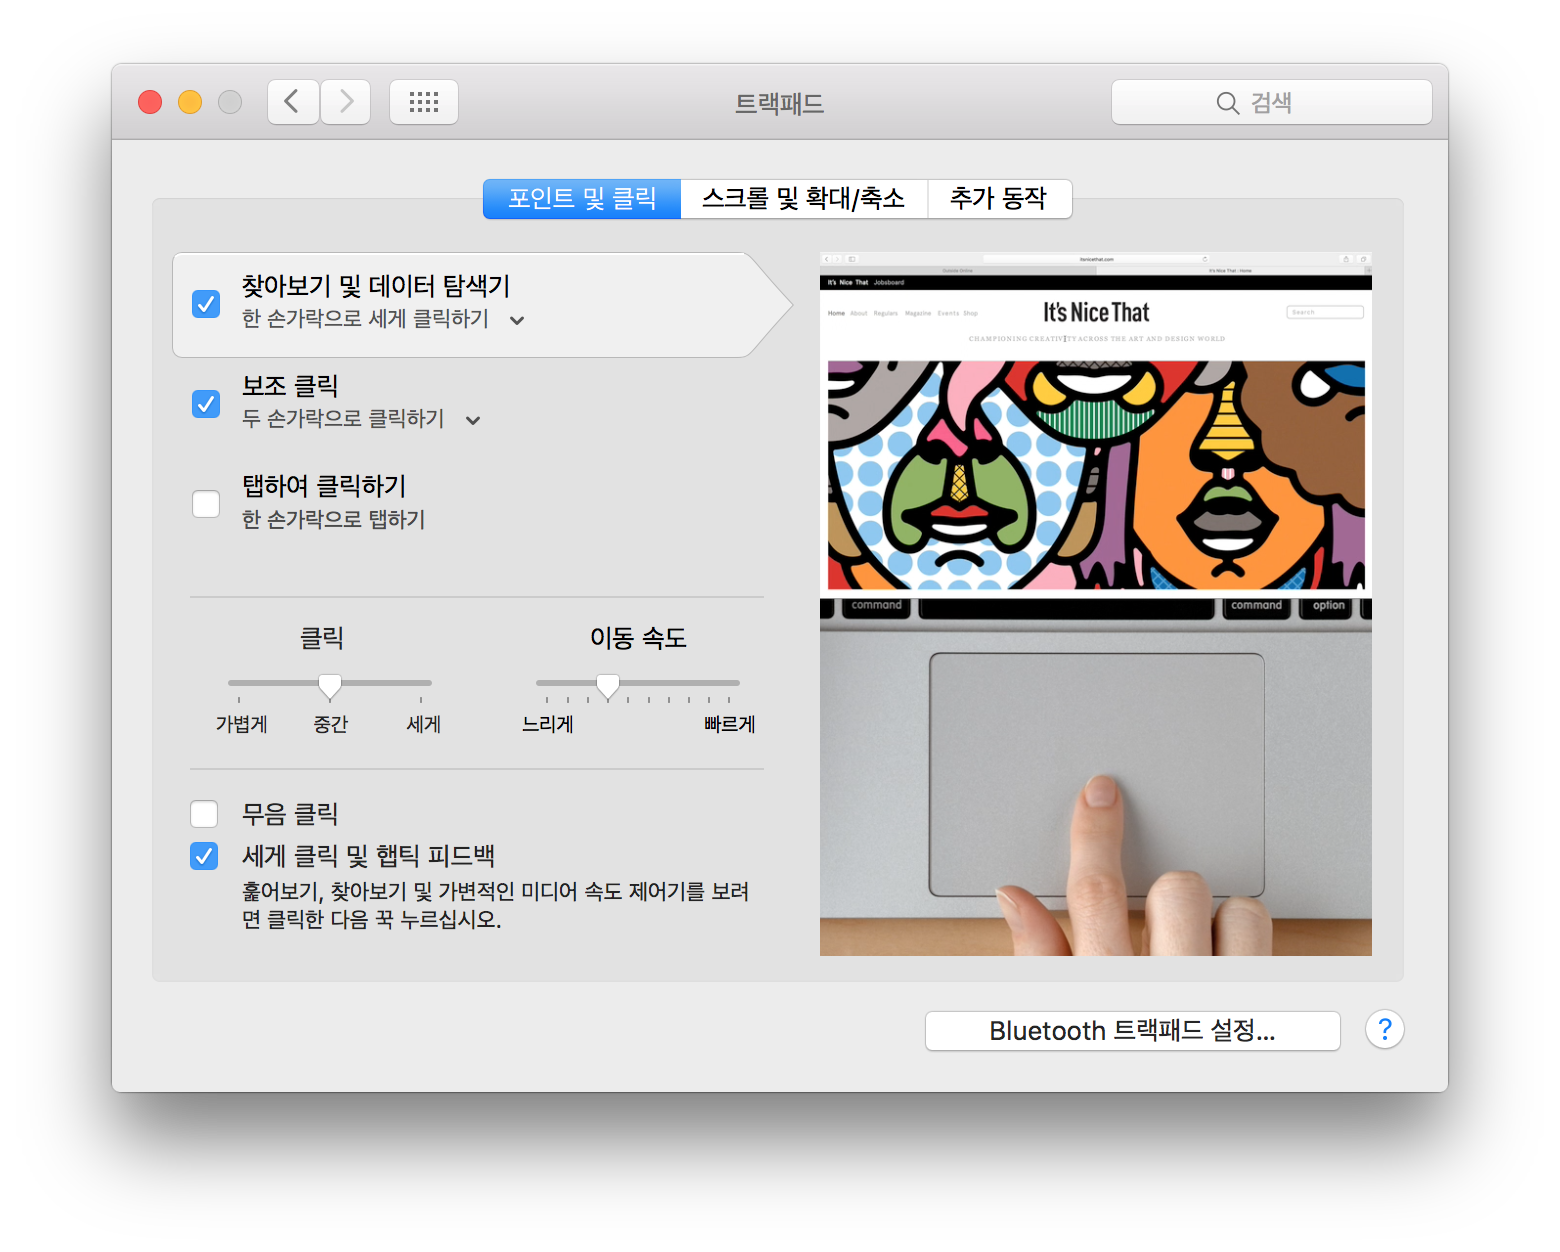 트랙패드
검색
포인트 및 클릭
스크롤 및 확대/축소
추가 동작
찾아보기 및 데이터 탐색기
한 손가락으로 세게 클릭하기
보조 클릭
두 손가락으로 클릭하기
탭하여 클릭하기
한 손가락으로 탭하기
클릭
이동 속도
가볍게
중간
세게
느리게
빠르게
무음 클릭
세게 클릭 및 햅틱 피드백
훑어보기, 찾아보기 및 가변적인 미디어 속도 제어기를 보려
면 클릭한 다음 꾹 누르십시오.
itsnicethat.com
It's Nice That - Home
It's Nice That Jobsboard
It's Nice That
Home About Regulars Magazine Events Shop
Search
CHAMPIONING CREATIVITY ACROSS THE ART AND DESIGN WORLD
command
command
option
Bluetooth 트랙패드 설정...
?